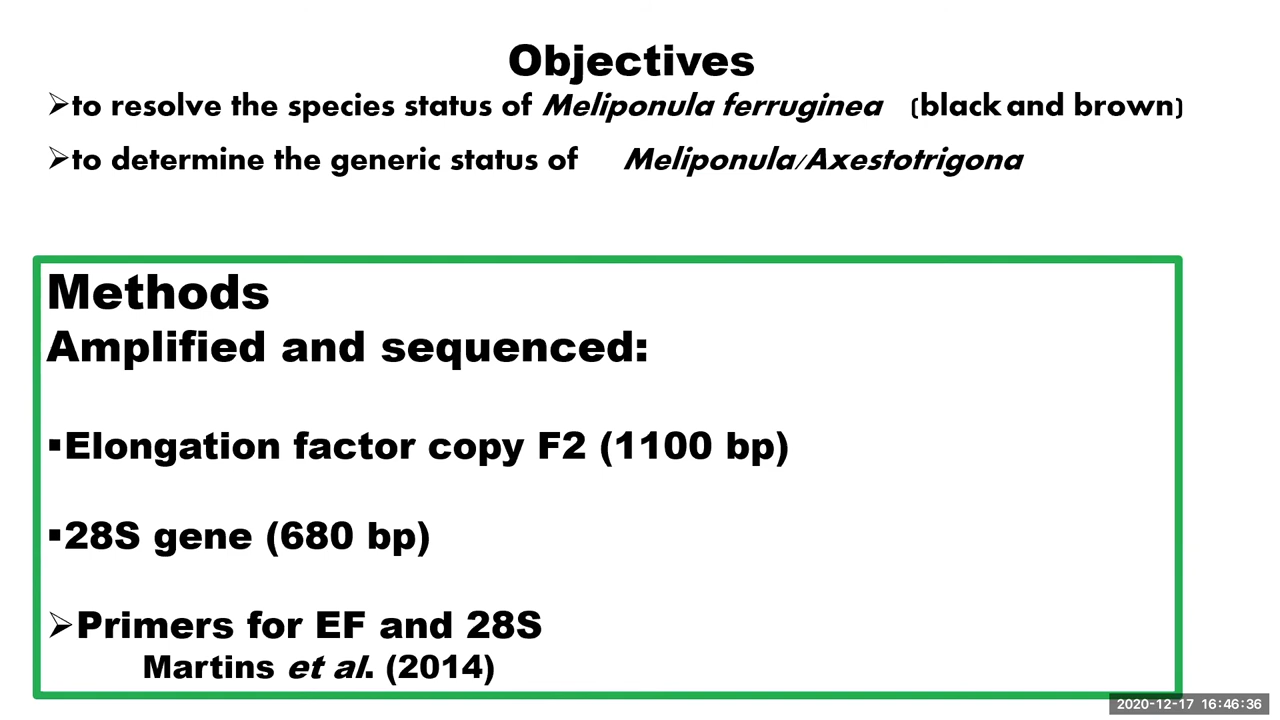 Objectives
➢to resolve the species status of Meliponula ferruginea (black and brown)
➢to determine the generic status of Meliponula/Axestotrigona
Methods
Amplified and sequenced:
▪Elongation factor copy F2 (1100 bp)
▪28S gene (680 bp)
➢Primers for EF and 28S
Martins et al. (2014)
2020-12-17 16:46:36